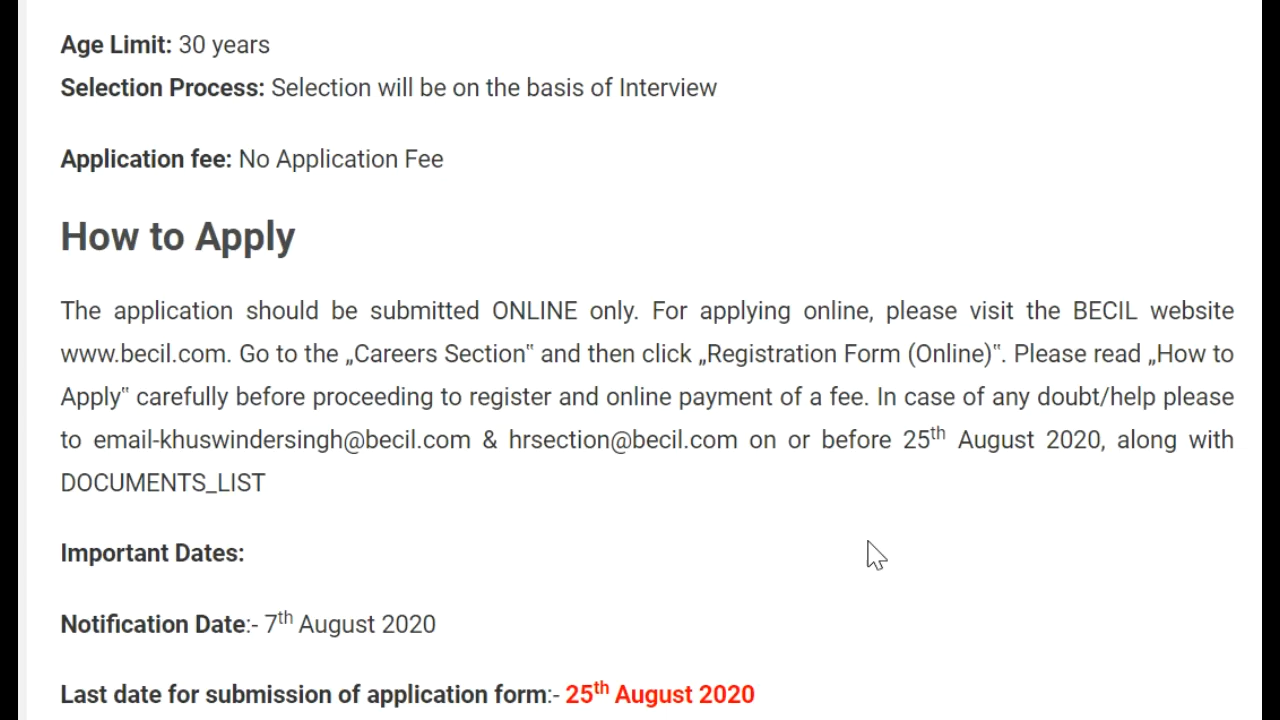 Age Limit: 30 years
Selection Process: Selection will be on the basis of Interview
Application fee: No Application Fee
How to Apply
The application should be submitted ONLINE only. For applying online, please visit the BECIL website
www.becil.com. Go to the „Careers Section‟ and then click „Registration Form (Online)‟. Please read „How to
Apply‟ carefully before proceeding to register and online payment of a fee. In case of any doubt/help please
to email-khuswindersingh@becil.com & hrsection@becil.com on or before 25th August 2020, along with
DOCUMENTS_LIST
Important Dates:
Notification Date:- 7th August 2020
Last date for submission of application form:- 25th August 2020